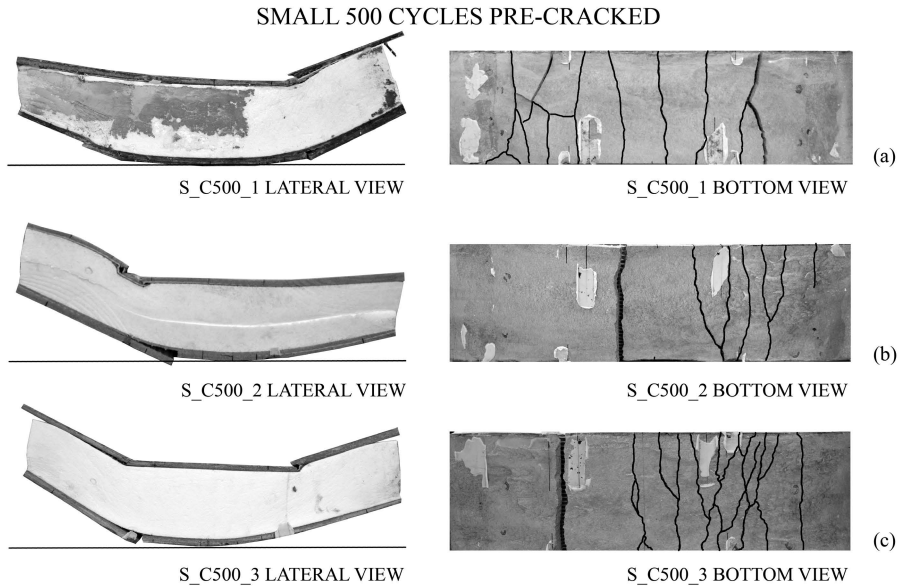 SMALL 500 CYCLES PRE-CRACKED
(a)
S_C500_1 LATERAL VIEW
S_C500_1 BOTTOM VIEW
(b)
S_C500_2 LATERAL VIEW
S_C500_2 BOTTOM VIEW
(c)
S_C500_3 LATERAL VIEW
S_C500_3 BOTTOM VIEW